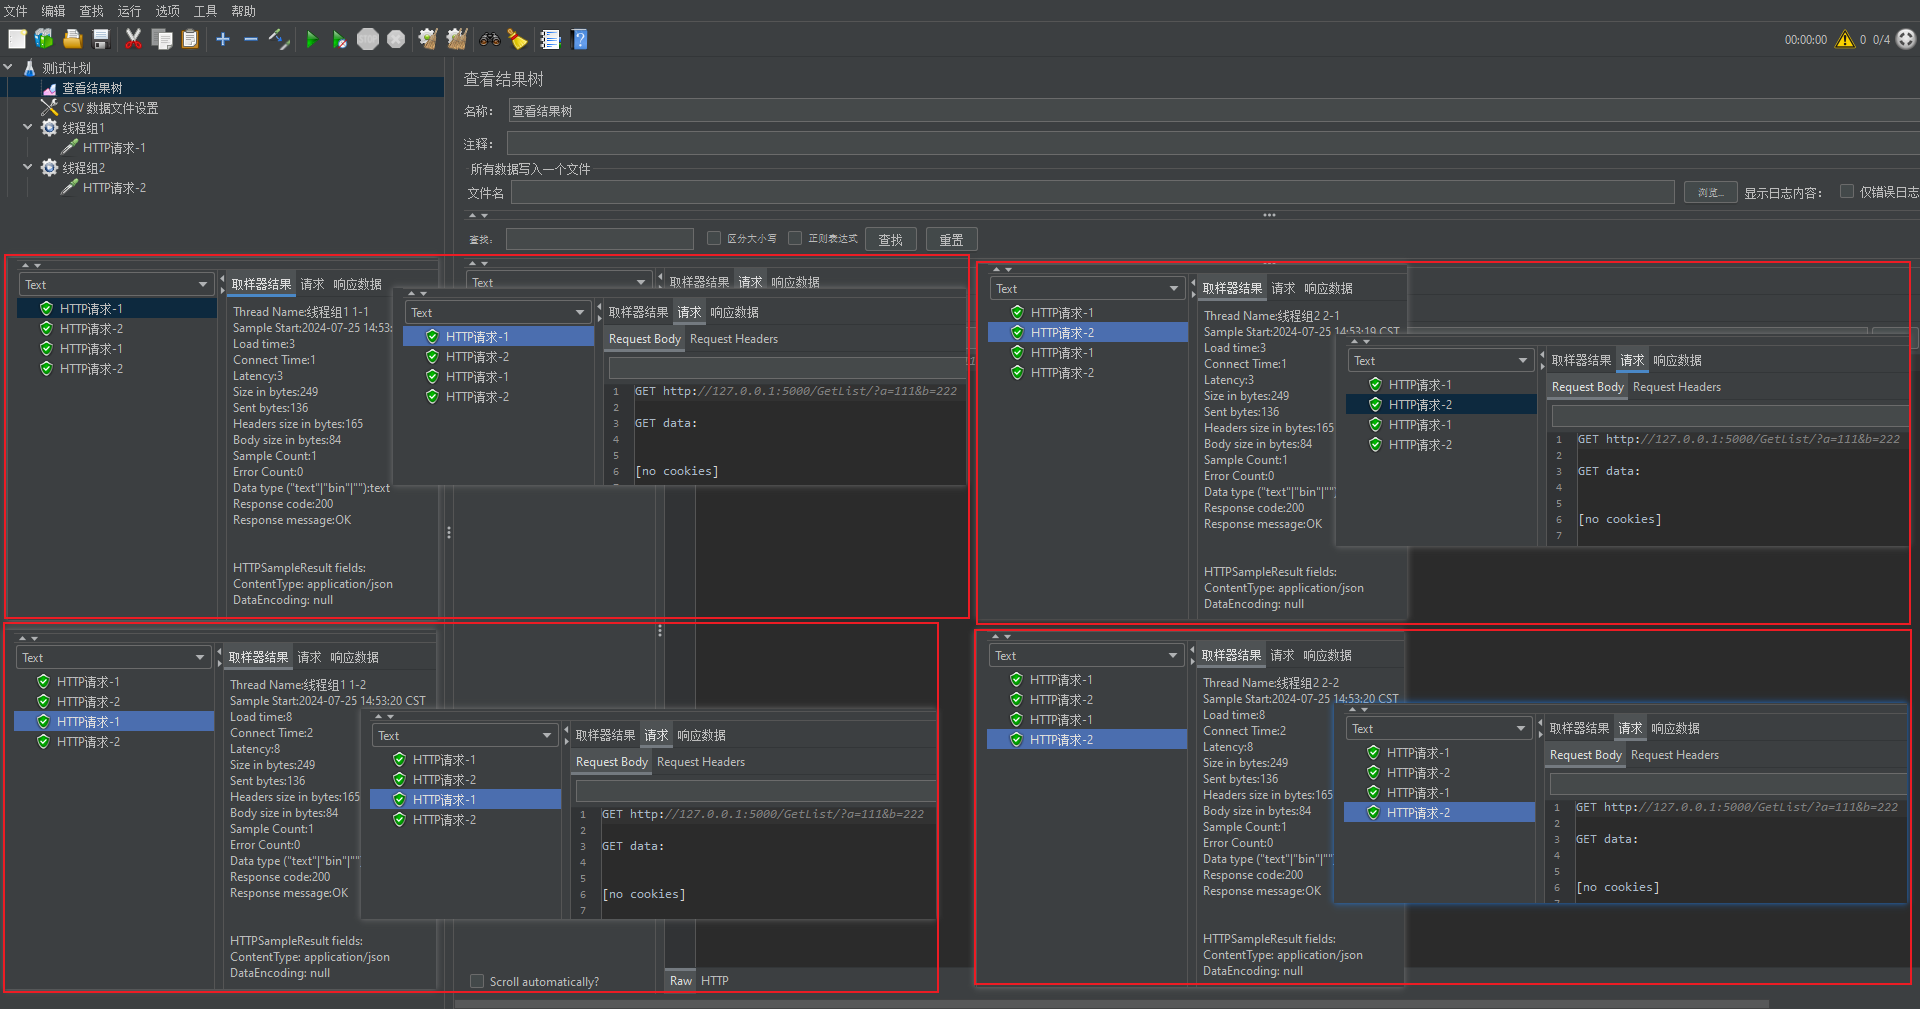 文件 编辑 查找 运行 选项 工具 帮助
00:00:00 0 0/4
测试计划
查看结果树
CSV 数据文件设置
线程组1
HTTP请求-1
线程组2
HTTP请求-2
查看结果树
名称： 查看结果树
注释：
所有数据写入一个文件
文件名 浏览... 显示日志内容： 仅错误日志
查找： 区分大小写 正则表达式 查找 重置
Text 取样器结果 请求 响应数据
HTTP请求-1
HTTP请求-2
HTTP请求-1
HTTP请求-2
Thread Name:线程组1 1-1
Sample Start:2024-07-25 14:53:
Load time:3
Connect Time:1
Latency:3
Size in bytes:249
Sent bytes:136
Headers size in bytes:165
Body size in bytes:84
Sample Count:1
Error Count:0
Data type ("text"|"bin"|""):text
Response code:200
Response message:OK
HTTPSampleResult fields:
ContentType: application/json
DataEncoding: null
Text 取样器结果 请求 响应数据
Text 取样器结果 请求 响应数据
HTTP请求-1
HTTP请求-2
HTTP请求-1
HTTP请求-2
Request Body Request Headers
1 GET http://127.0.0.1:5000/GetList/?a=111&b=222
2
3 GET data:
4
5
6 [no cookies]
Text 取样器结果 请求 响应数据
HTTP请求-1
HTTP请求-2
HTTP请求-1
HTTP请求-2
Thread Name:线程组2 2-1
Sample Start:2024-07-25 14:53:19 CST
Load time:3
Connect Time:1
Latency:3
Size in bytes:249
Sent bytes:136
Headers size in bytes:165
Body size in bytes:84
Sample Count:1
Error Count:0
Data type ("text"|"bin"|"")
Response code:200
Response message:OK
HTTPSampleResult fields:
ContentType: application/json
DataEncoding: null
Text 取样器结果 请求 响应数据
HTTP请求-1
HTTP请求-2
HTTP请求-1
HTTP请求-2
Request Body Request Headers
1 GET http://127.0.0.1:5000/GetList/?a=111&b=222
2
3 GET data:
4
5
6 [no cookies]
7
Text 取样器结果 请求 响应数据
HTTP请求-1
HTTP请求-2
HTTP请求-1
HTTP请求-2
Thread Name:线程组1 1-2
Sample Start:2024-07-25 14:53:20 CST
Load time:8
Connect Time:2
Latency:8
Size in bytes:249
Sent bytes:136
Headers size in bytes:165
Body size in bytes:84
Sample Count:1
Error Count:0
Data type ("text"|"bin"|""
Response code:200
Response message:OK
HTTPSampleResult fields:
ContentType: application/json
DataEncoding: null
Text 取样器结果 请求 响应数据
HTTP请求-1
HTTP请求-2
HTTP请求-1
HTTP请求-2
Request Body Request Headers
1 GET http://127.0.0.1:5000/GetList/?a=111&b=222
2
3 GET data:
4
5
6 [no cookies]
7
Text 取样器结果 请求 响应数据
HTTP请求-1
HTTP请求-2
HTTP请求-1
HTTP请求-2
Thread Name:线程组2 2-2
Sample Start:2024-07-25 14:53:20 CST
Load time:8
Connect Time:2
Latency:8
Size in bytes:249
Sent bytes:136
Headers size in bytes:165
Body size in bytes:84
Sample Count:1
Error Count:0
Data type ("text"|"bin"|""
Response code:200
Response message:OK
HTTPSampleResult fields:
ContentType: application/json
DataEncoding: null
Text 取样器结果 请求 响应数据
HTTP请求-1
HTTP请求-2
HTTP请求-1
HTTP请求-2
Request Body Request Headers
1 GET http://127.0.0.1:5000/GetList/?a=111&b=222
2
3 GET data:
4
5
6 [no cookies]
Scroll automatically? Raw HTTP